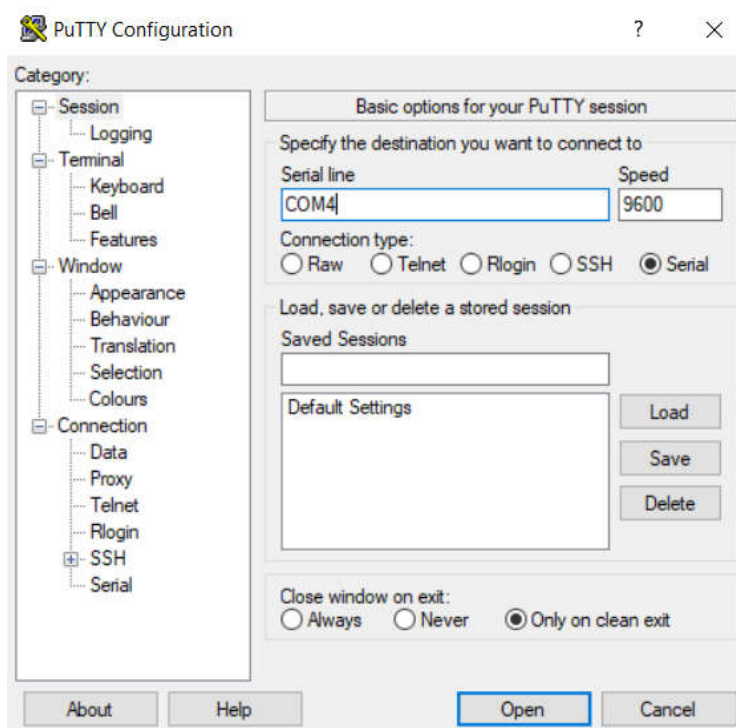 PuTTY Configuration
?
Category:
Session
Logging
Terminal
Keyboard
Bell
Features
Window
Appearance
Behaviour
Translation
Selection
Colours
Connection
Data
Proxy
Telnet
Rlogin
SSH
Serial
Basic options for your PuTTY session
Specify the destination you want to connect to
Serial line Speed
COM4 9600
Connection type:
Raw Telnet Rlogin SSH Serial
Load, save or delete a stored session
Saved Sessions
Default Settings
Load
Save
Delete
Close window on exit:
Always Never Only on clean exit
About Help Open Cancel